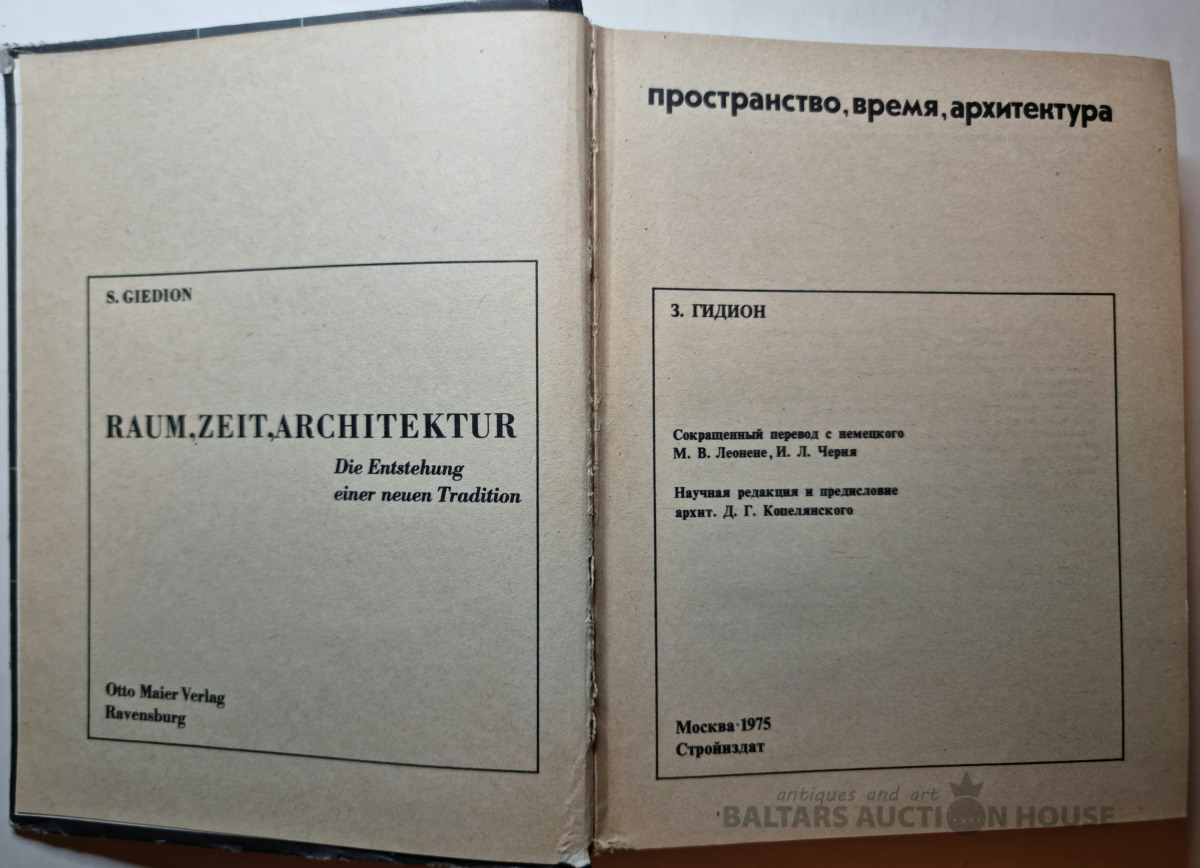 S. GIEDION
RAUM, ZEIT, ARCHITEKTUR
Die Entstehung
einer neuen Tradition
Otto Maier Verlag
Ravensburg
пространство, время, архитектура
З. ГИДИОН
Сокращенный перевод с немецкого
М. В. Леонене, И. Л. Черня
Научная редакция и предисловие
архит. Д. Г. Копелянского
Москва·1975
Стройиздат
antiques and art
BALTARS AUCTION HOUSE